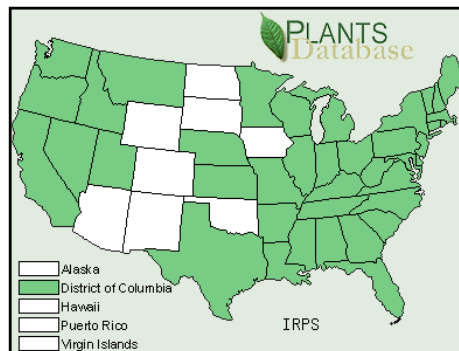 PLANTS
Database
Alaska
District of Columbia
Hawaii
Puerto Rico
Virgin Islands
IRPS